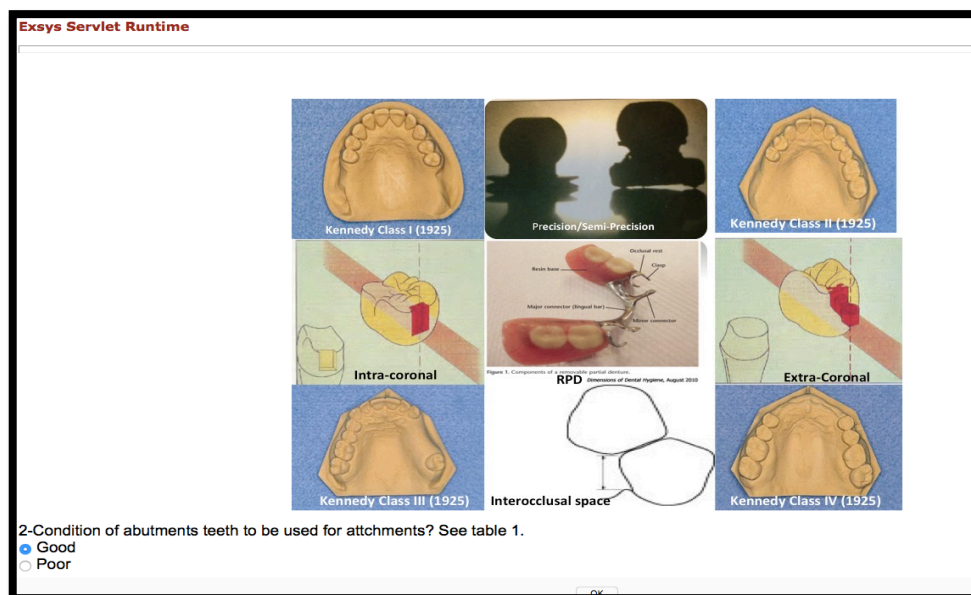 Exsys Servlet Runtime
Kennedy Class I (1925)
Precision/Semi-Precision
Kennedy Class II (1925)
Intra-coronal
Occlusal rest
Clasp
Resin base
Major connector (lingual bar)
Minor connector
Figure 1. Components of a removable partial denture.
RPD Dimensions of Dental Hygiene, August 2010
Extra-Coronal
Kennedy Class III (1925)
Interocclusal space
Kennedy Class IV (1925)
2-Condition of abutments teeth to be used for attchments? See table 1.
Good
Poor
OK